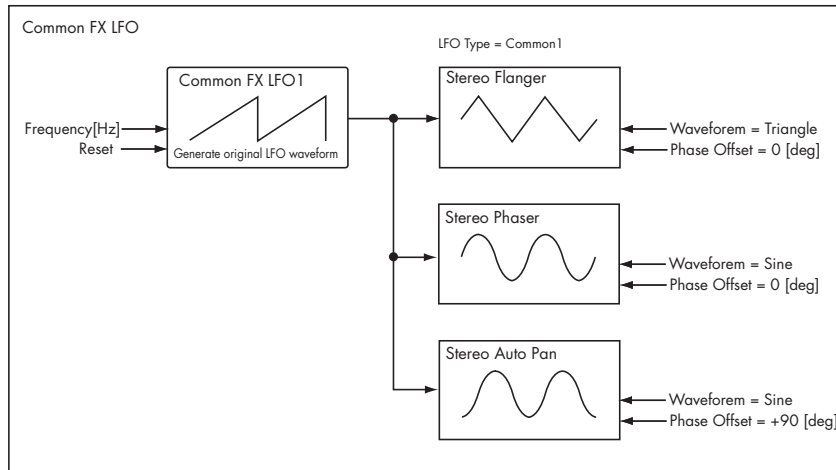 Common FX LFO
LFO Type = Common1
Common FX LFO1
Frequency[Hz]
Reset
Generate original LFO waveform
Stereo Flanger
Waveforem = Triangle
Phase Offset = 0 [deg]
Stereo Phaser
Waveforem = Sine
Phase Offset = 0 [deg]
Stereo Auto Pan
Waveforem = Sine
Phase Offset = +90 [deg]